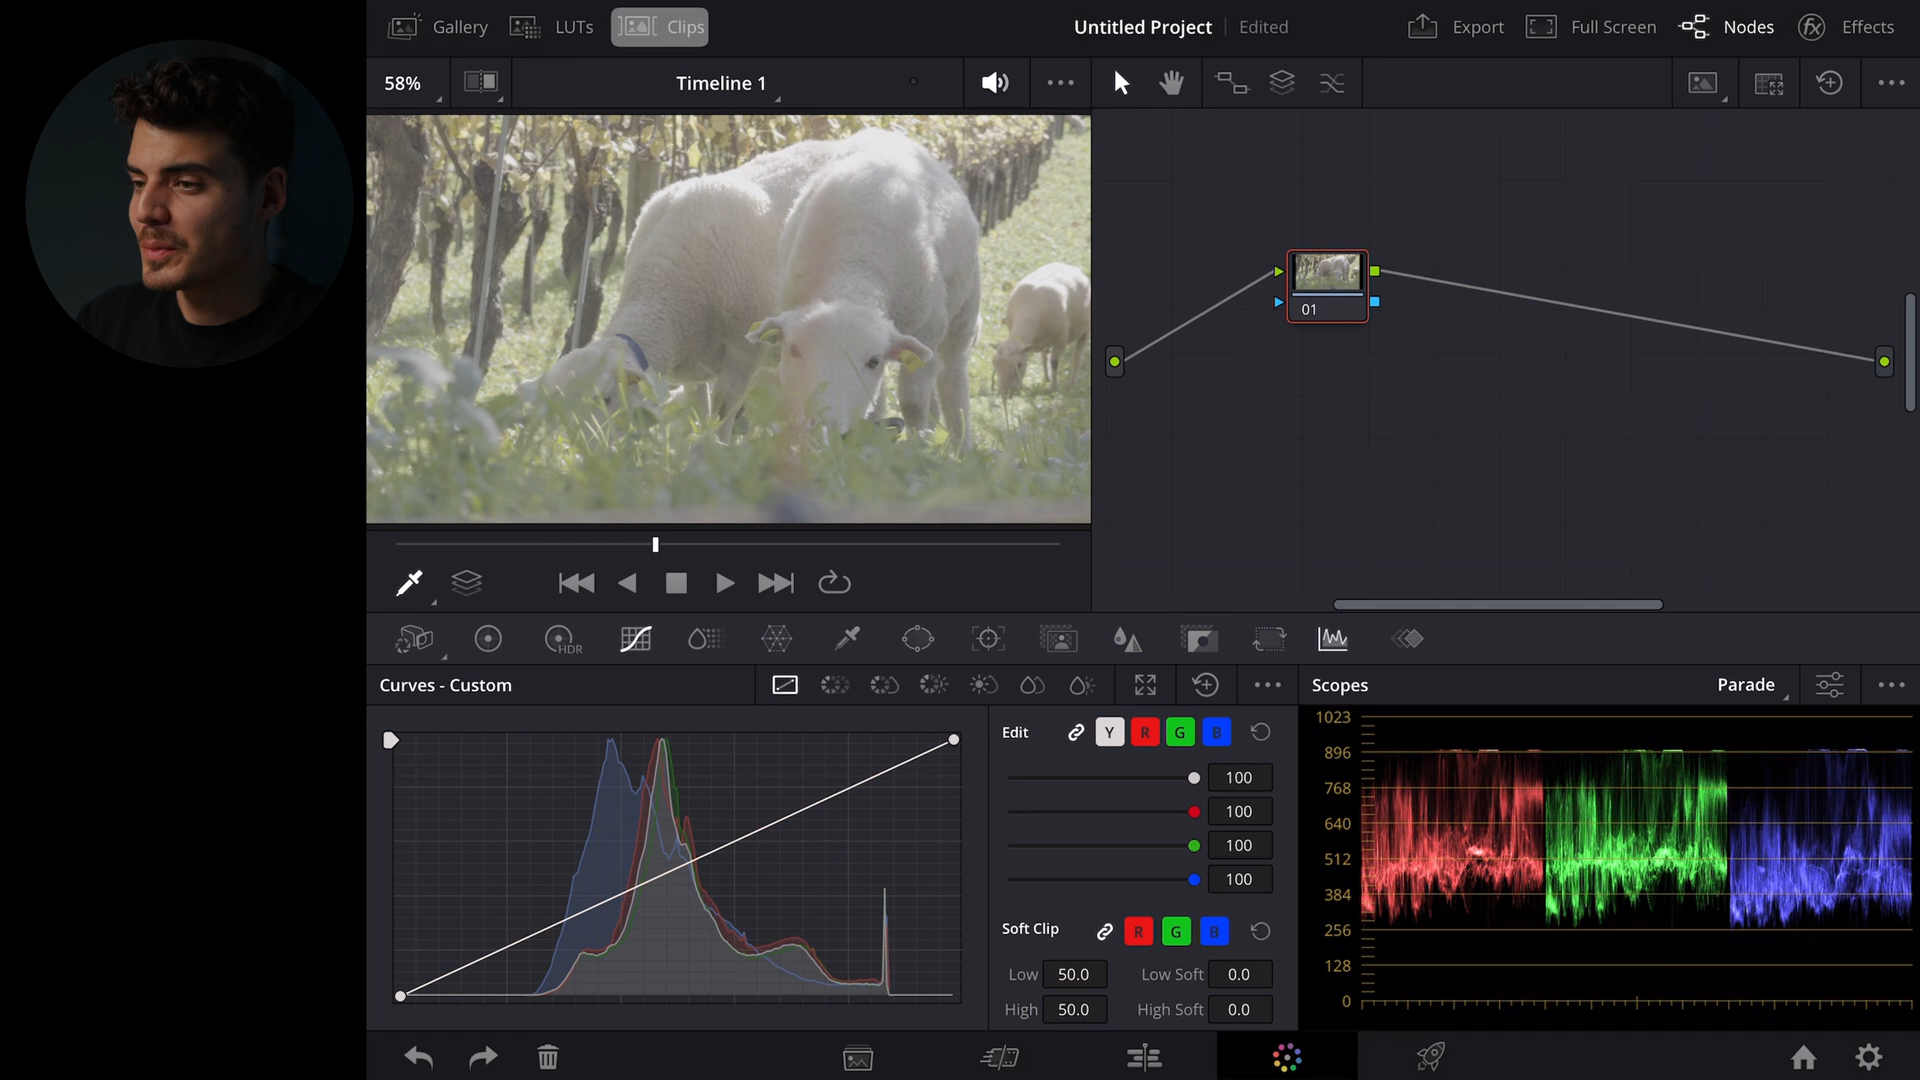 Gallery
LUTs
Clips
Untitled Project
Edited
Export
Full Screen
Nodes
Effects
58%
Timeline 1
01
HDR
Curves - Custom
Scopes
Parade
Edit
Y
R
G
B
100
100
100
100
Soft Clip
R
G
B
Low
50.0
Low Soft
0.0
High
50.0
High Soft
0.0
1023
896
768
640
512
384
256
128
0